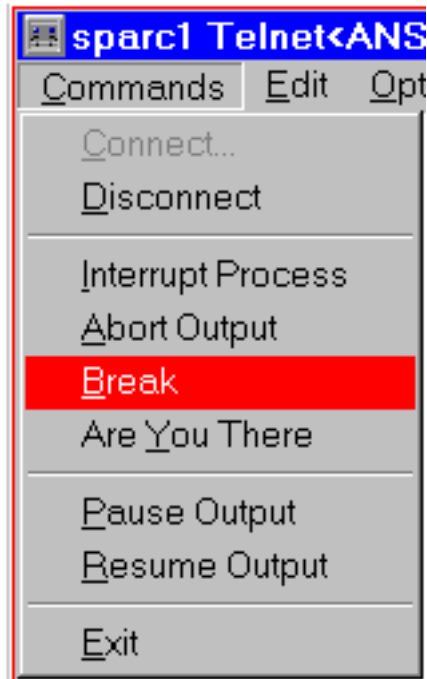 sparc1 Telnet<ANS
Commands Edit Opt
Connect...
Disconnect
Interrupt Process
Abort Output
Break
Are You There
Pause Output
Resume Output
Exit